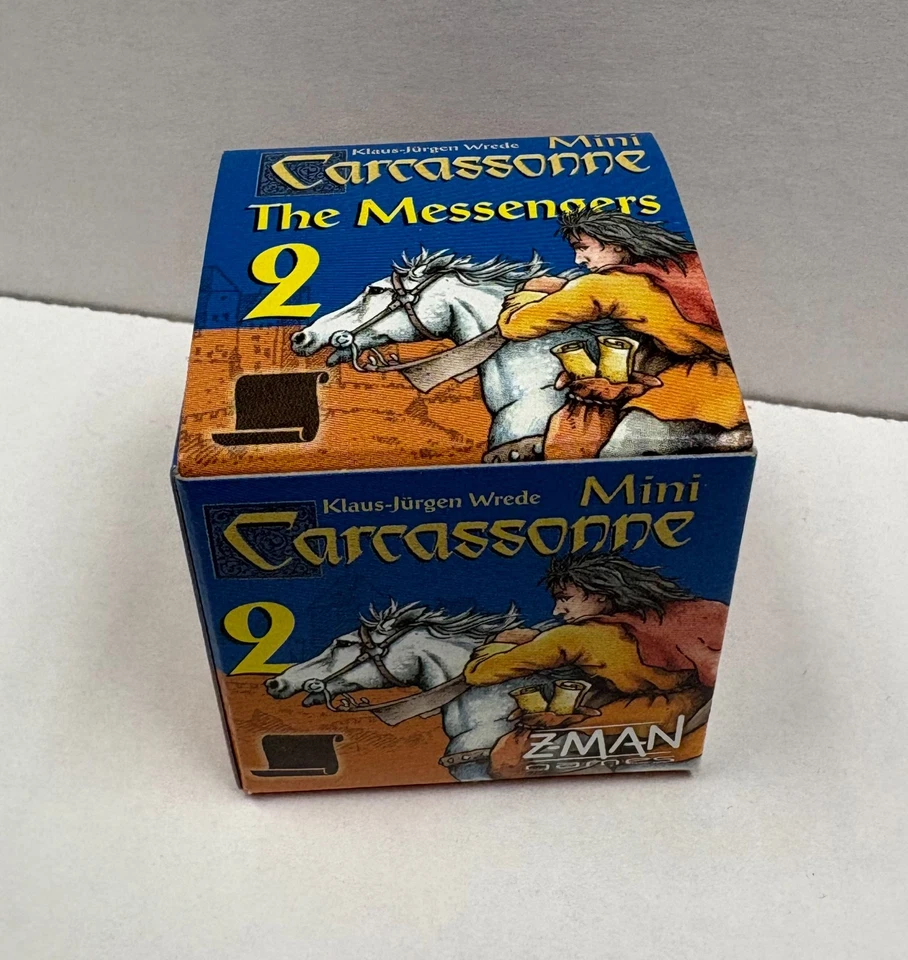 Klaus-Jürgen Wrede Mini
Carcassonne
The Messengers
2
Klaus-Jürgen Wrede Mini
Carcassonne
2
Z-MAN
games